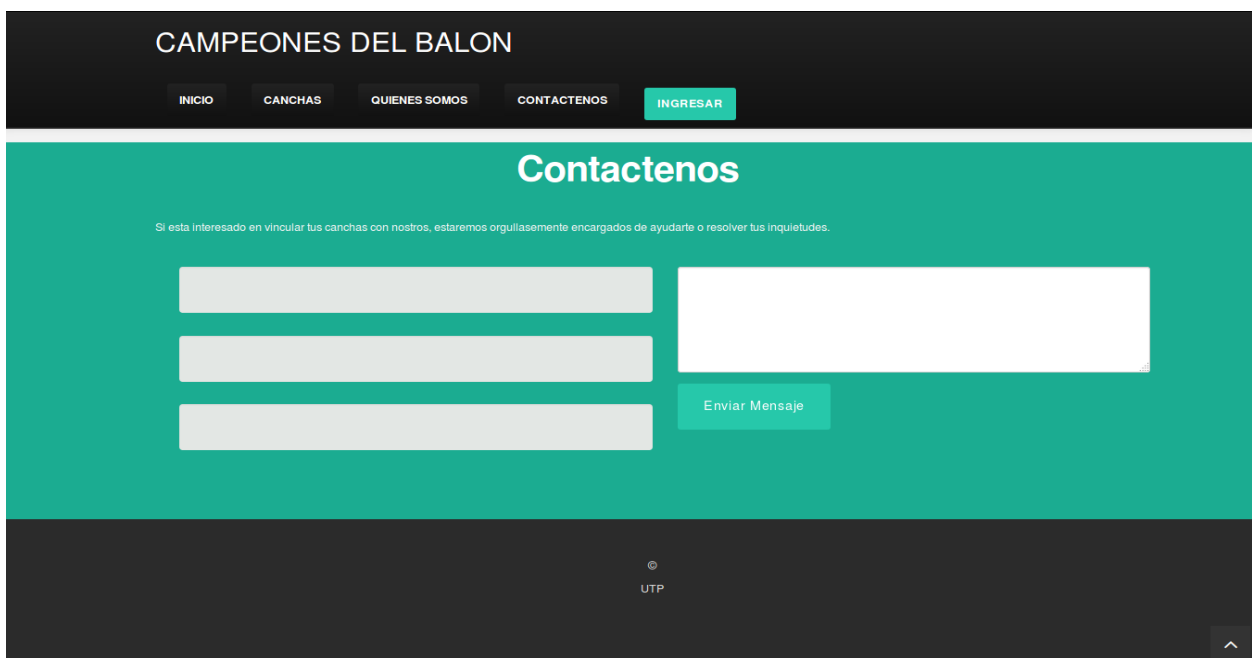 CAMPEONES DEL BALON
INICIO CANCHAS QUIENES SOMOS CONTACTENOS INGRESAR
Contactenos
Si esta interesado en vincular tus canchas con nostros, estaremos orgullasemente encargados de ayudarte o resolver tus inquietudes.
Enviar Mensaje
©
UTP